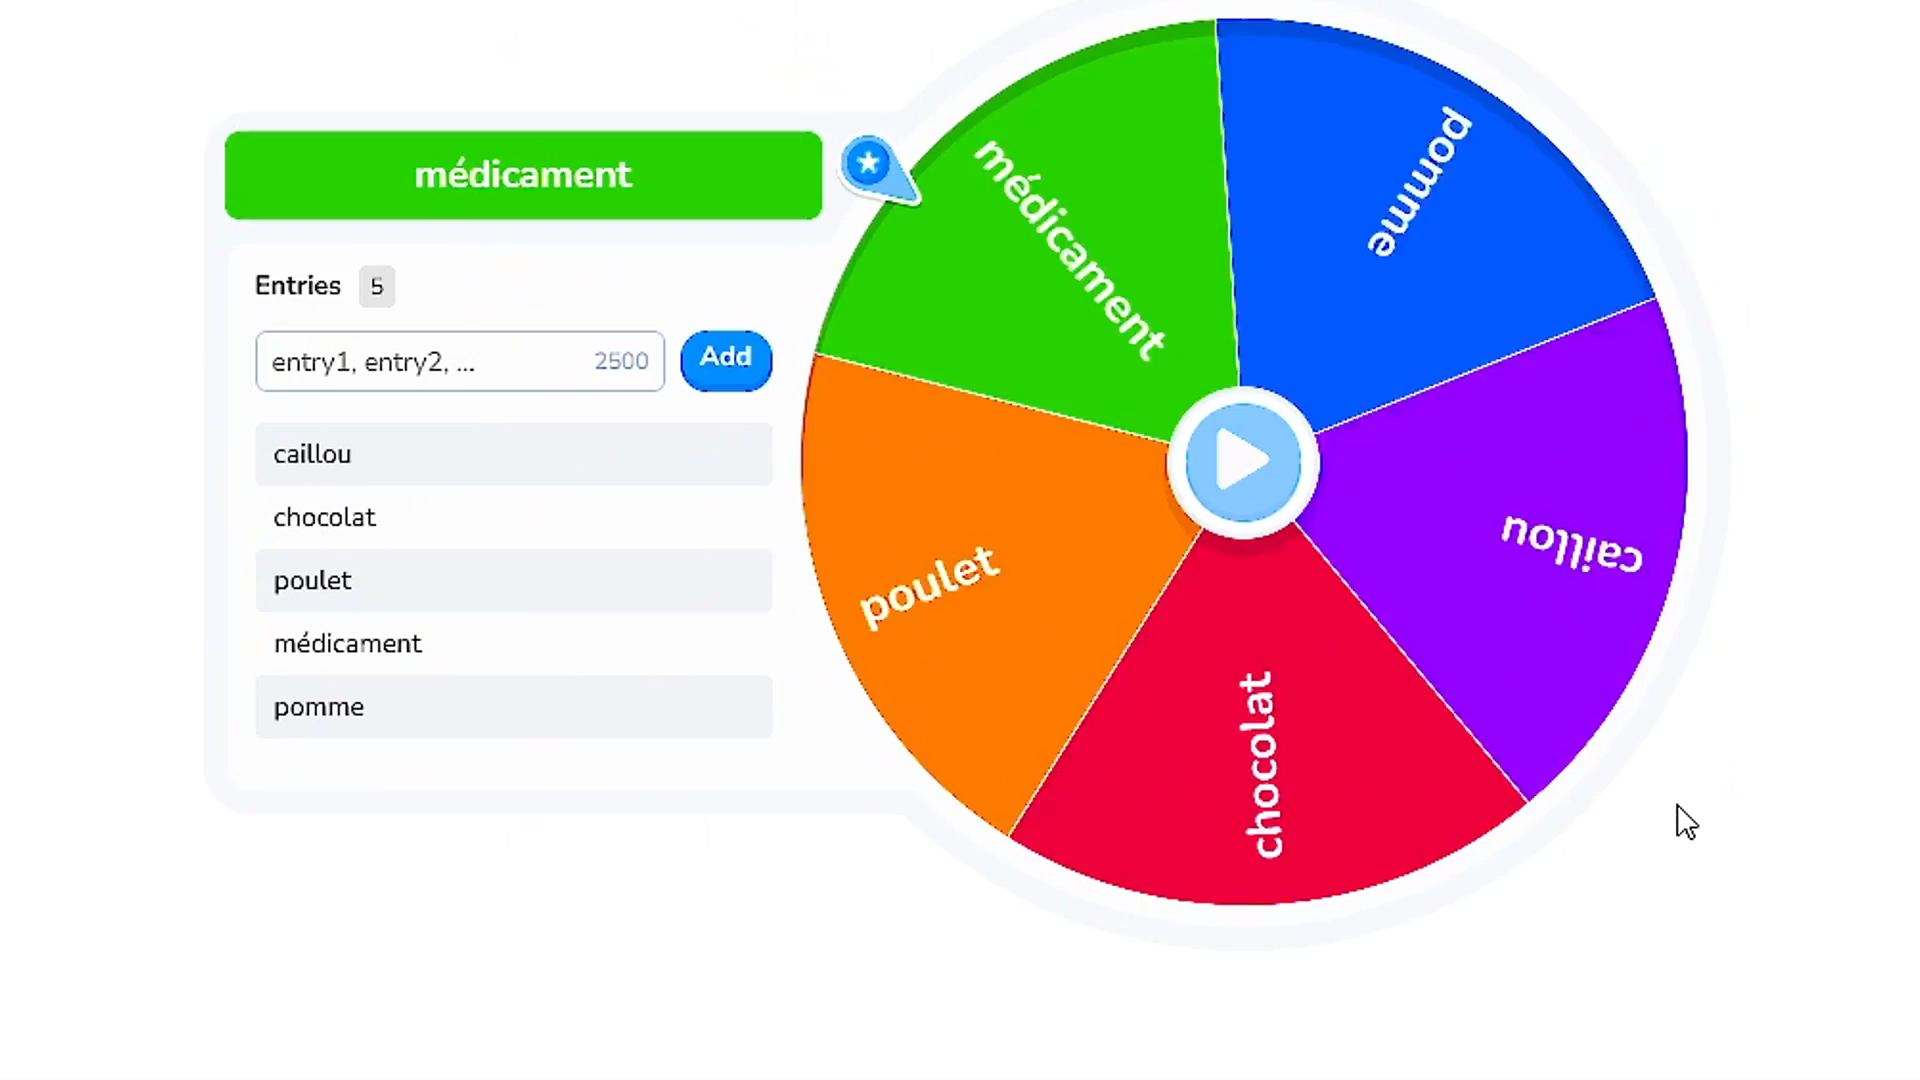 médicament
Entries 5
entry1, entry2, ... 2500 Add
caillou
chocolat
poulet
médicament
pomme
médicament
pomme
caillou
chocolat
poulet